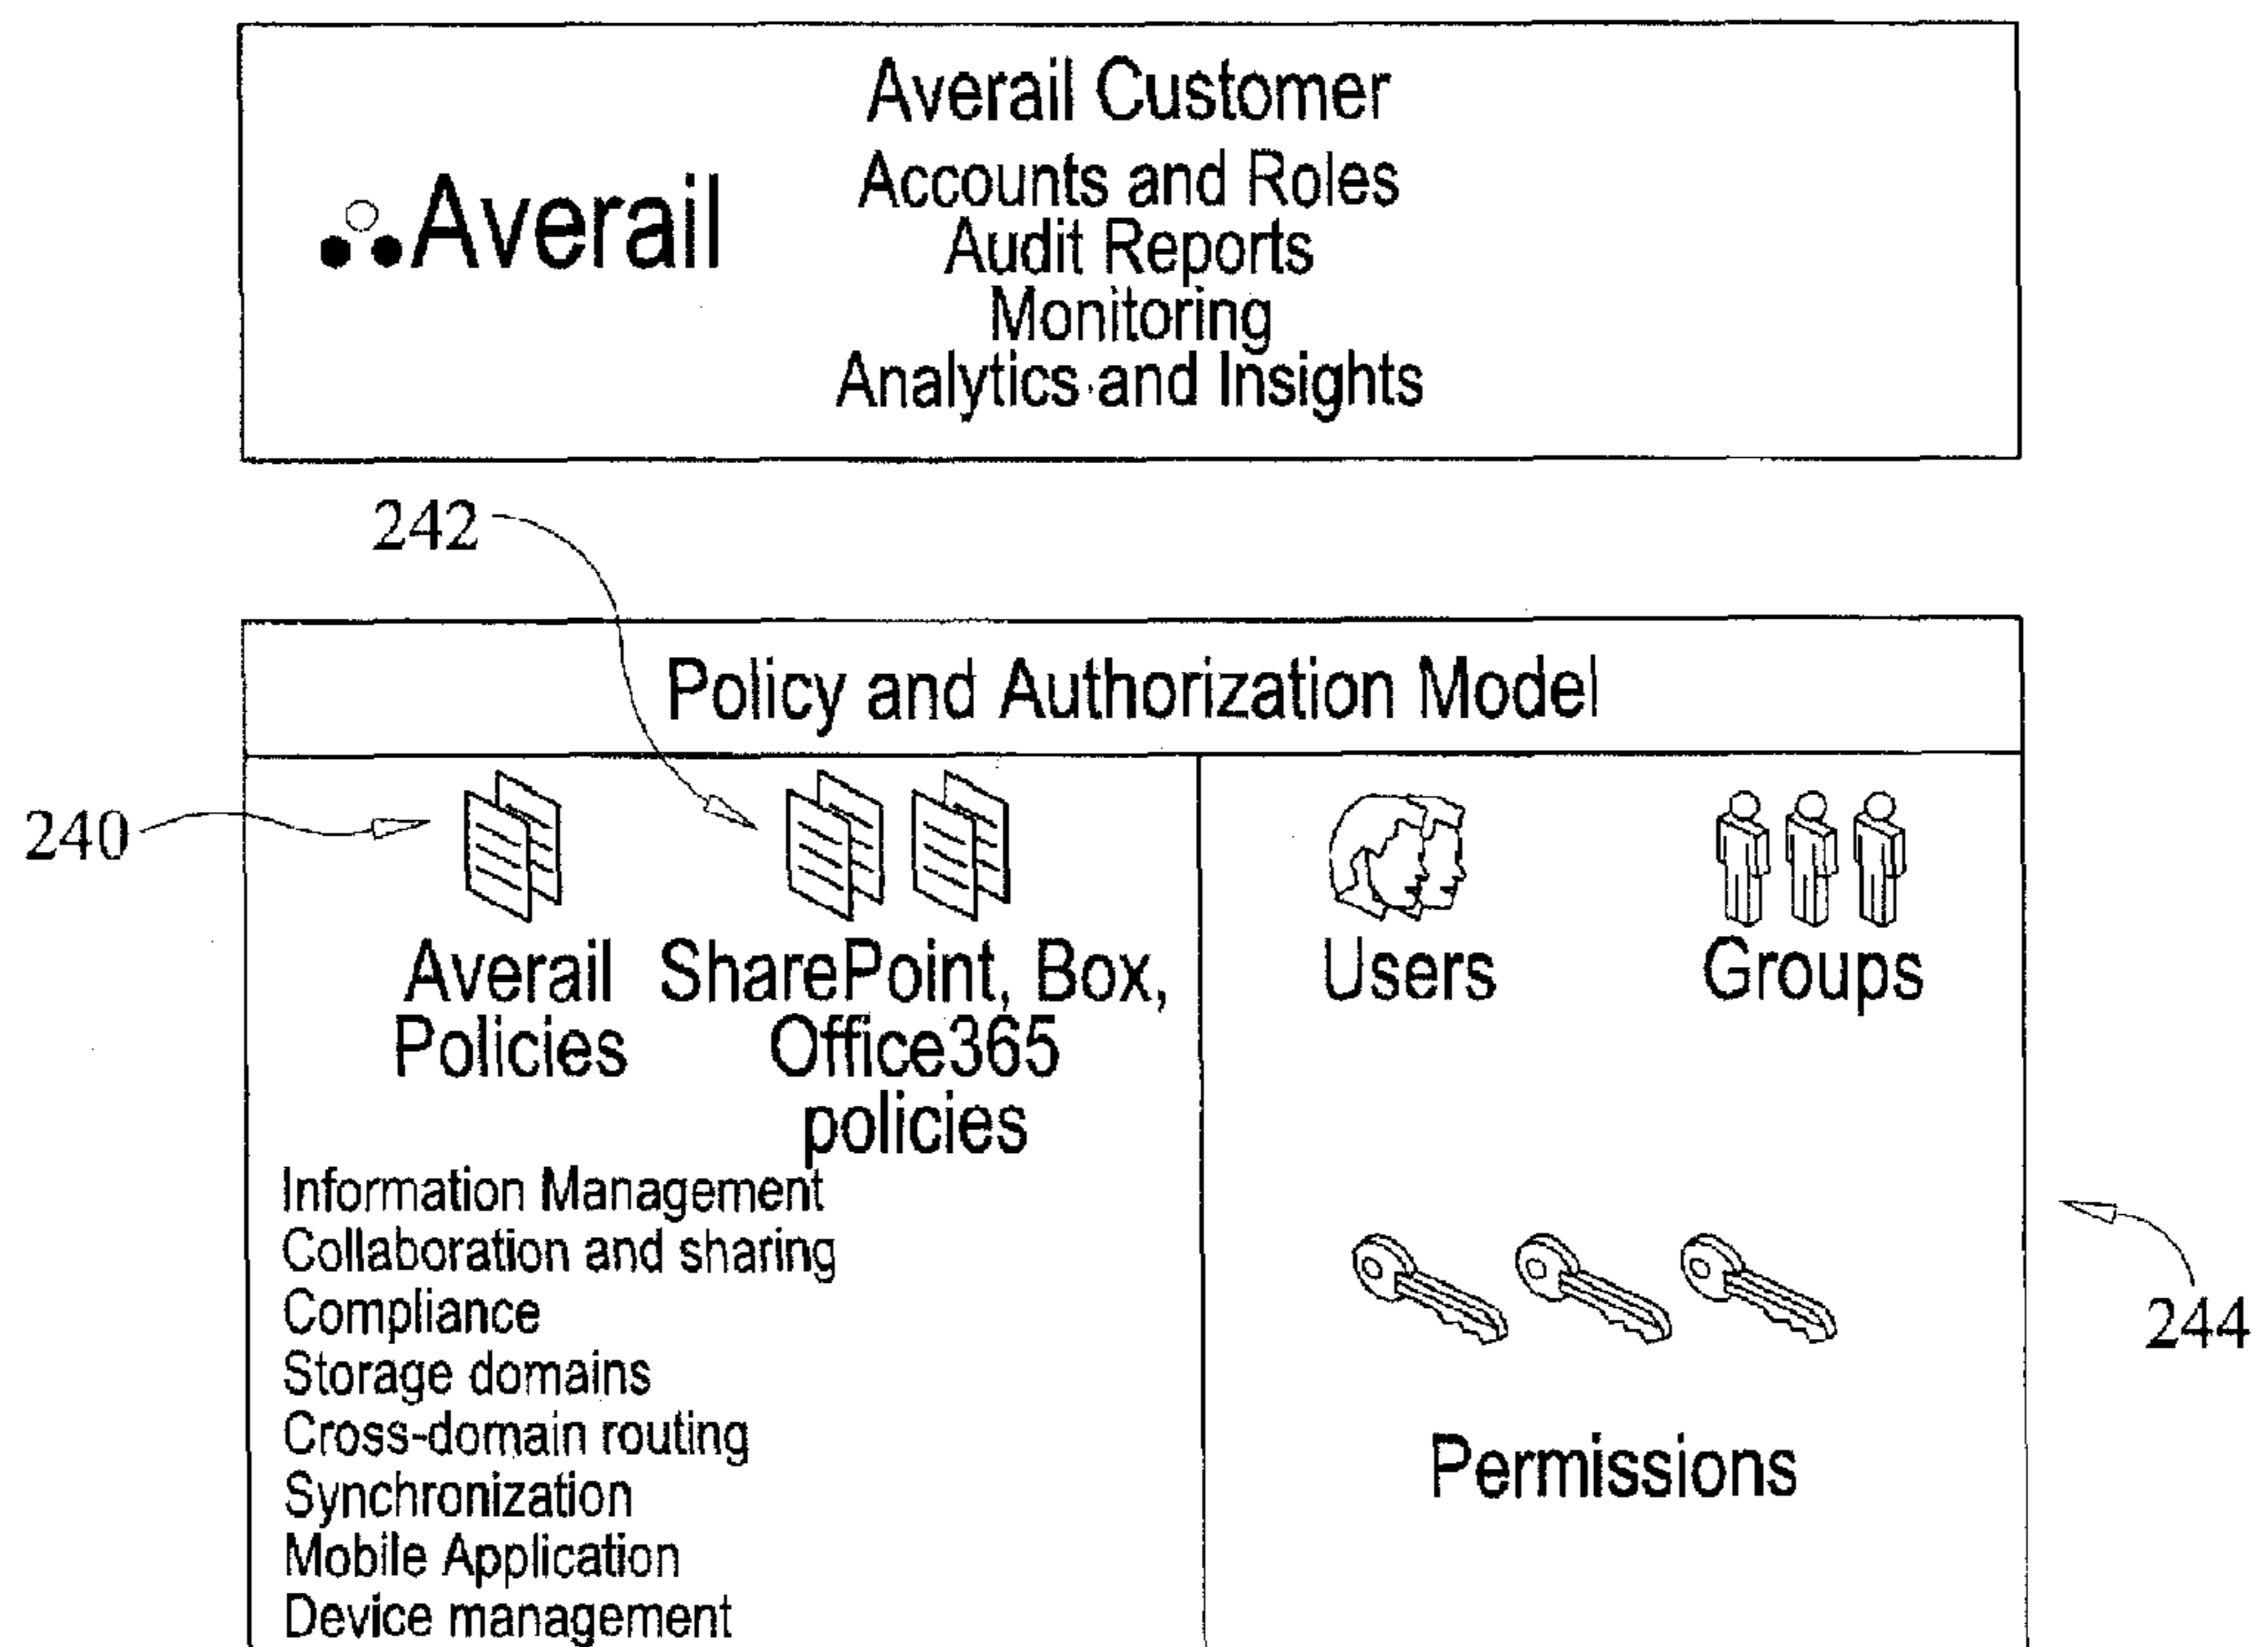 Averail Customer
Averail
Accounts and Roles
Audit Reports
Monitoring
Analytics and Insights
242
Policy and Authorization Model
240
Averail
Policies
SharePoint, Box,
Office365
policies
Users
Groups
Information Management
Collaboration and sharing
Compliance
Storage domains
Cross-domain routing
Synchronization
Mobile Application
Device management
Permissions
244